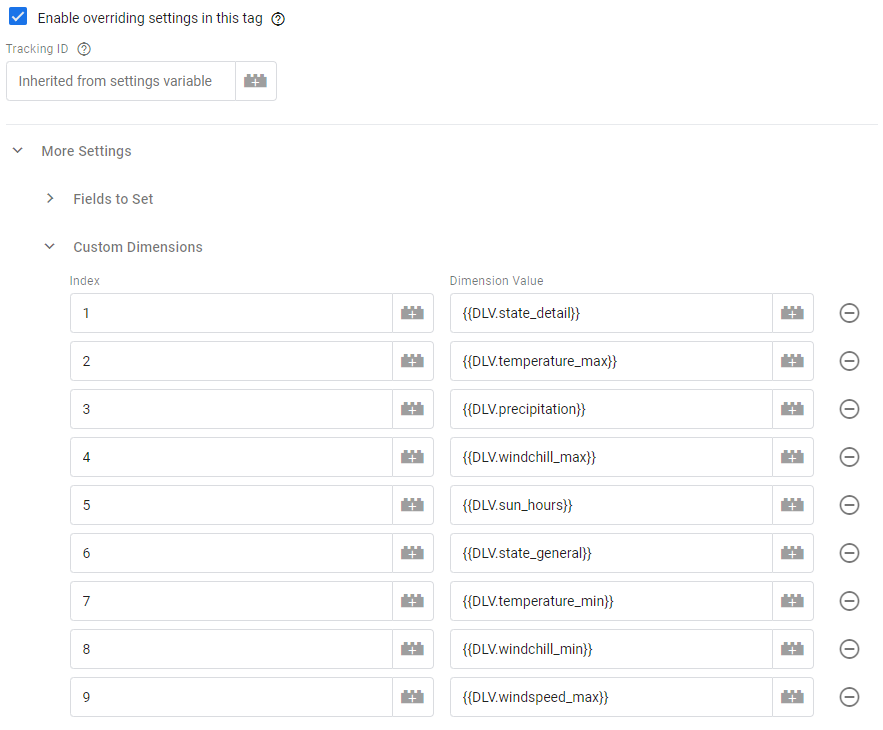 Enable overriding settings in this tag
Tracking ID
Inherited from settings variable
More Settings
Fields to Set
Custom Dimensions
Index Dimension Value
1 {{DLV.state_detail}}
2 {{DLV.temperature_max}}
3 {{DLV.precipitation}}
4 {{DLV.windchill_max}}
5 {{DLV.sun_hours}}
6 {{DLV.state_general}}
7 {{DLV.temperature_min}}
8 {{DLV.windchill_min}}
9 {{DLV.windspeed_max}}